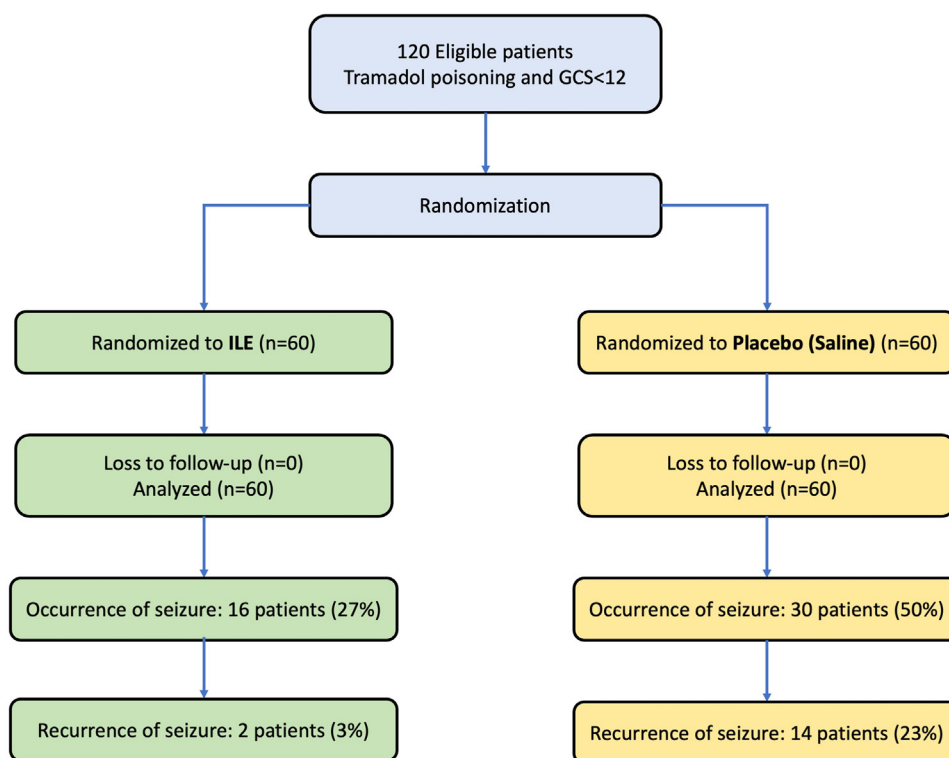 120 Eligible patients
Tramadol poisoning and GCS<12
Randomization
Randomized to ILE (n=60)
Randomized to Placebo (Saline) (n=60)
Loss to follow-up (n=0)
Analyzed (n=60)
Loss to follow-up (n=0)
Analyzed (n=60)
Occurrence of seizure: 16 patients (27%)
Occurrence of seizure: 30 patients (50%)
Recurrence of seizure: 2 patients (3%)
Recurrence of seizure: 14 patients (23%)